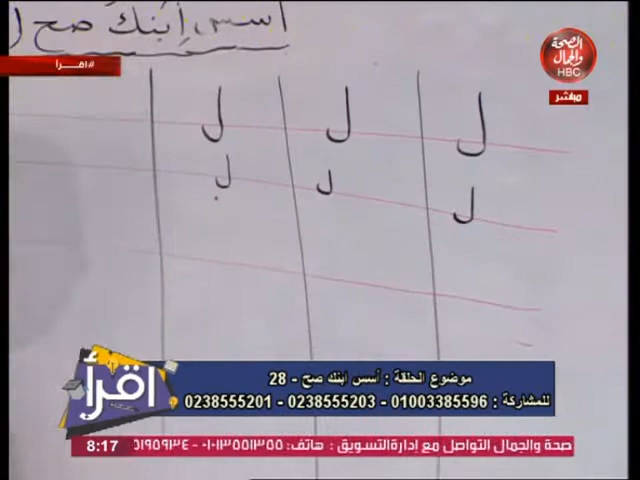 أسس إبنك صح
الصحة
والجمال
HBC
مباشر
#اقرأ
ل ل ل
ل ل ل
اقرأ
موضوع الحلقة : أسس ابنك صح - 28
للمشاركة : 01003385596 - 0238555203 - 0238555201
8:17
صحة والجمال التواصل مع إدارة التسويق : هاتف: ٠١٠١٣٥٥١٣٥٥